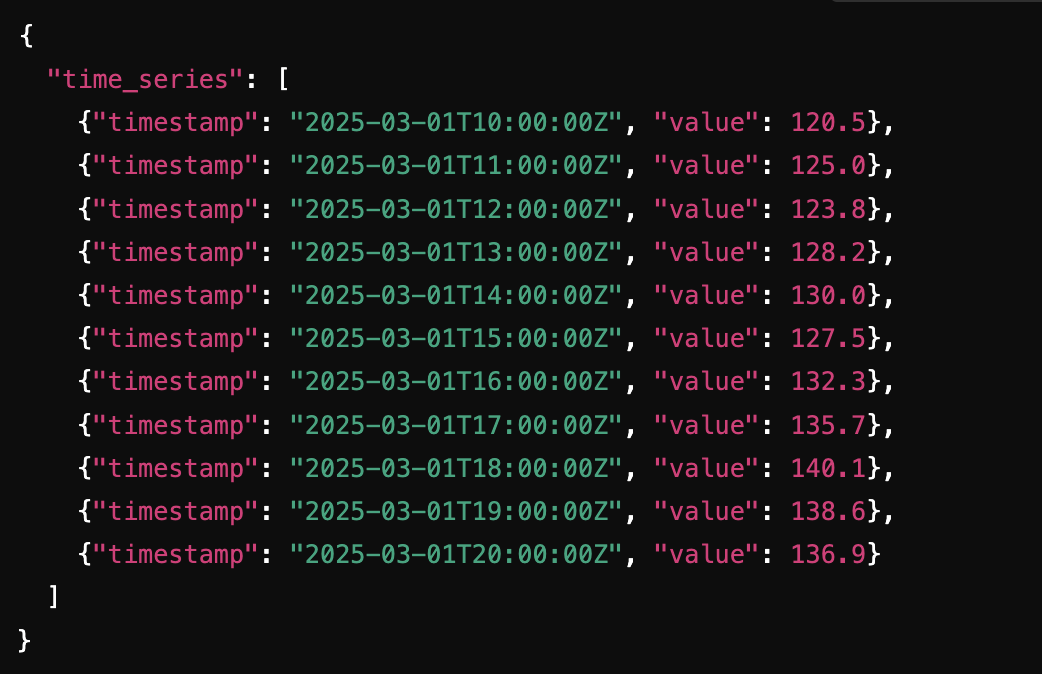 {
  "time_series": [
    {"timestamp": "2025-03-01T10:00:00Z", "value": 120.5},
    {"timestamp": "2025-03-01T11:00:00Z", "value": 125.0},
    {"timestamp": "2025-03-01T12:00:00Z", "value": 123.8},
    {"timestamp": "2025-03-01T13:00:00Z", "value": 128.2},
    {"timestamp": "2025-03-01T14:00:00Z", "value": 130.0},
    {"timestamp": "2025-03-01T15:00:00Z", "value": 127.5},
    {"timestamp": "2025-03-01T16:00:00Z", "value": 132.3},
    {"timestamp": "2025-03-01T17:00:00Z", "value": 135.7},
    {"timestamp": "2025-03-01T18:00:00Z", "value": 140.1},
    {"timestamp": "2025-03-01T19:00:00Z", "value": 138.6},
    {"timestamp": "2025-03-01T20:00:00Z", "value": 136.9}
  ]
}